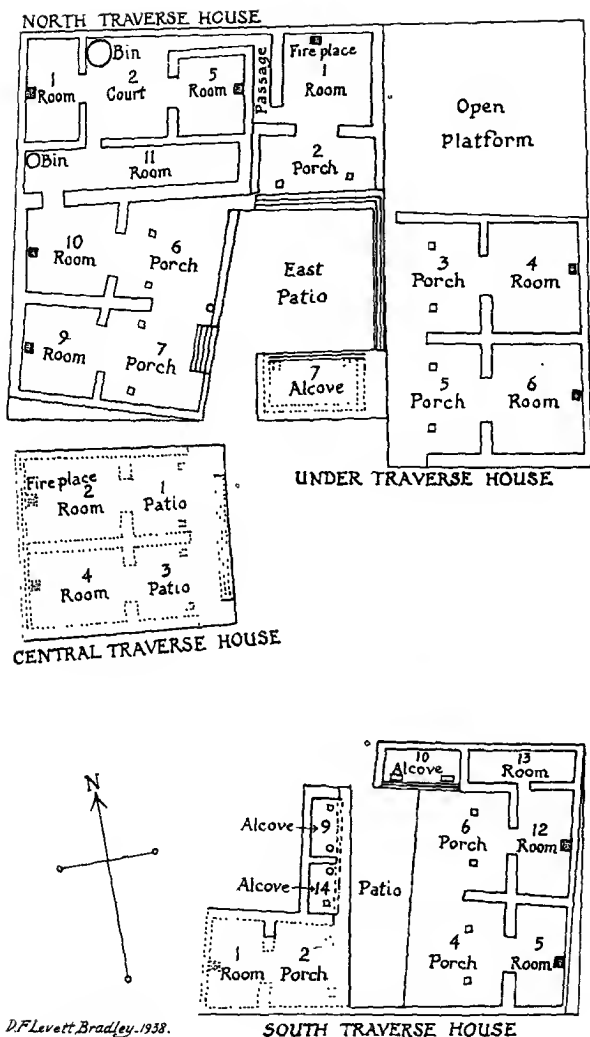 NORTH TRAVERSE HOUSE
Bin
1
Room
2
Court
5
Room
Passage
Fire place
1
Room
Open
Platform
Bin
11
Room
2
Porch
10
Room
6
Porch
East
Patio
3
Porch
4
Room
9
Room
7
Porch
7
Alcove
5
Porch
6
Room
UNDER TRAVERSE HOUSE
Fire place
2
Room
1
Patio
4
Room
3
Patio
CENTRAL TRAVERSE HOUSE
N
10
Alcove
13
Room
Alcove 9
6
Porch
12
Room
Alcove 14
Patio
1
Room
2
Porch
4
Porch
5
Room
D.F Levett, Bradley-1938.
SOUTH TRAVERSE HOUSE